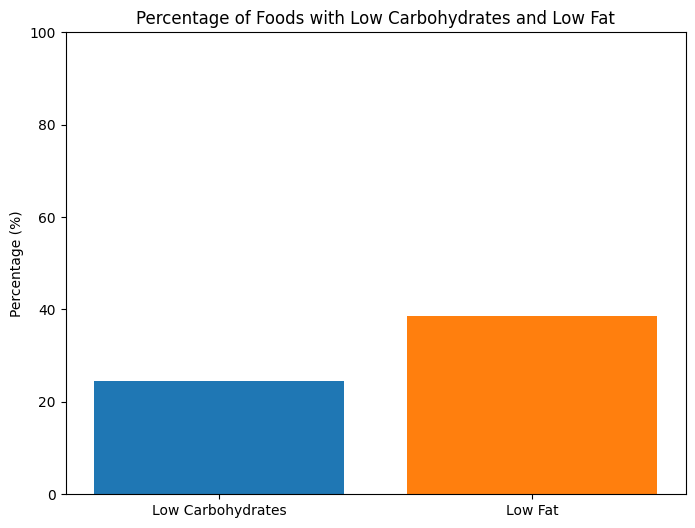 Percentage of Foods with Low Carbohydrates and Low Fat
100
80
60
40
20
0
Percentage (%)
Low Carbohydrates
Low Fat